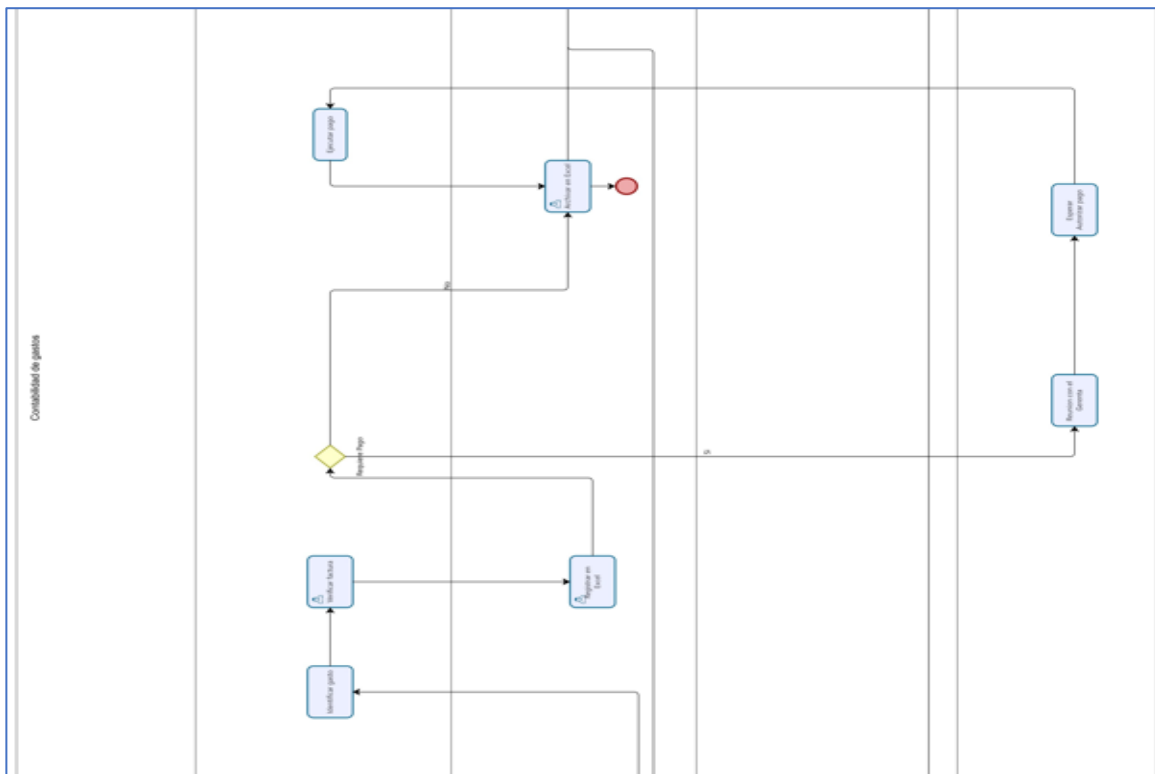 Contabilidad de gastos
Identificar gasto
Verificar factura
Registrar en
Excel
Requiere Pago
Si
No
Reunion con el
Gerente
Esperar
Autorizar pago
Ejecutar pago
Archivar en Excel